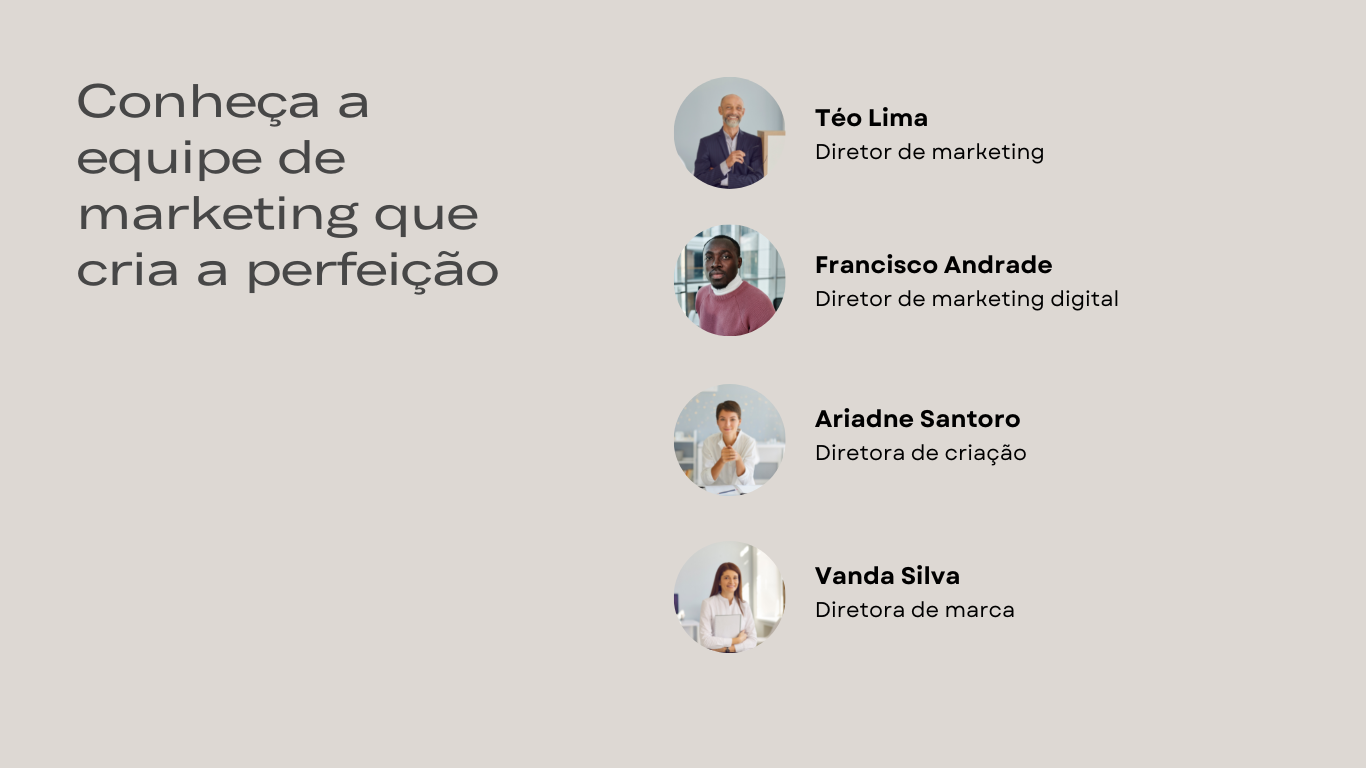 Conheça a
equipe de
marketing que
cria a perfeição
Téo Lima
Diretor de marketing
Francisco Andrade
Diretor de marketing digital
Ariadne Santoro
Diretora de criação
Vanda Silva
Diretora de marca